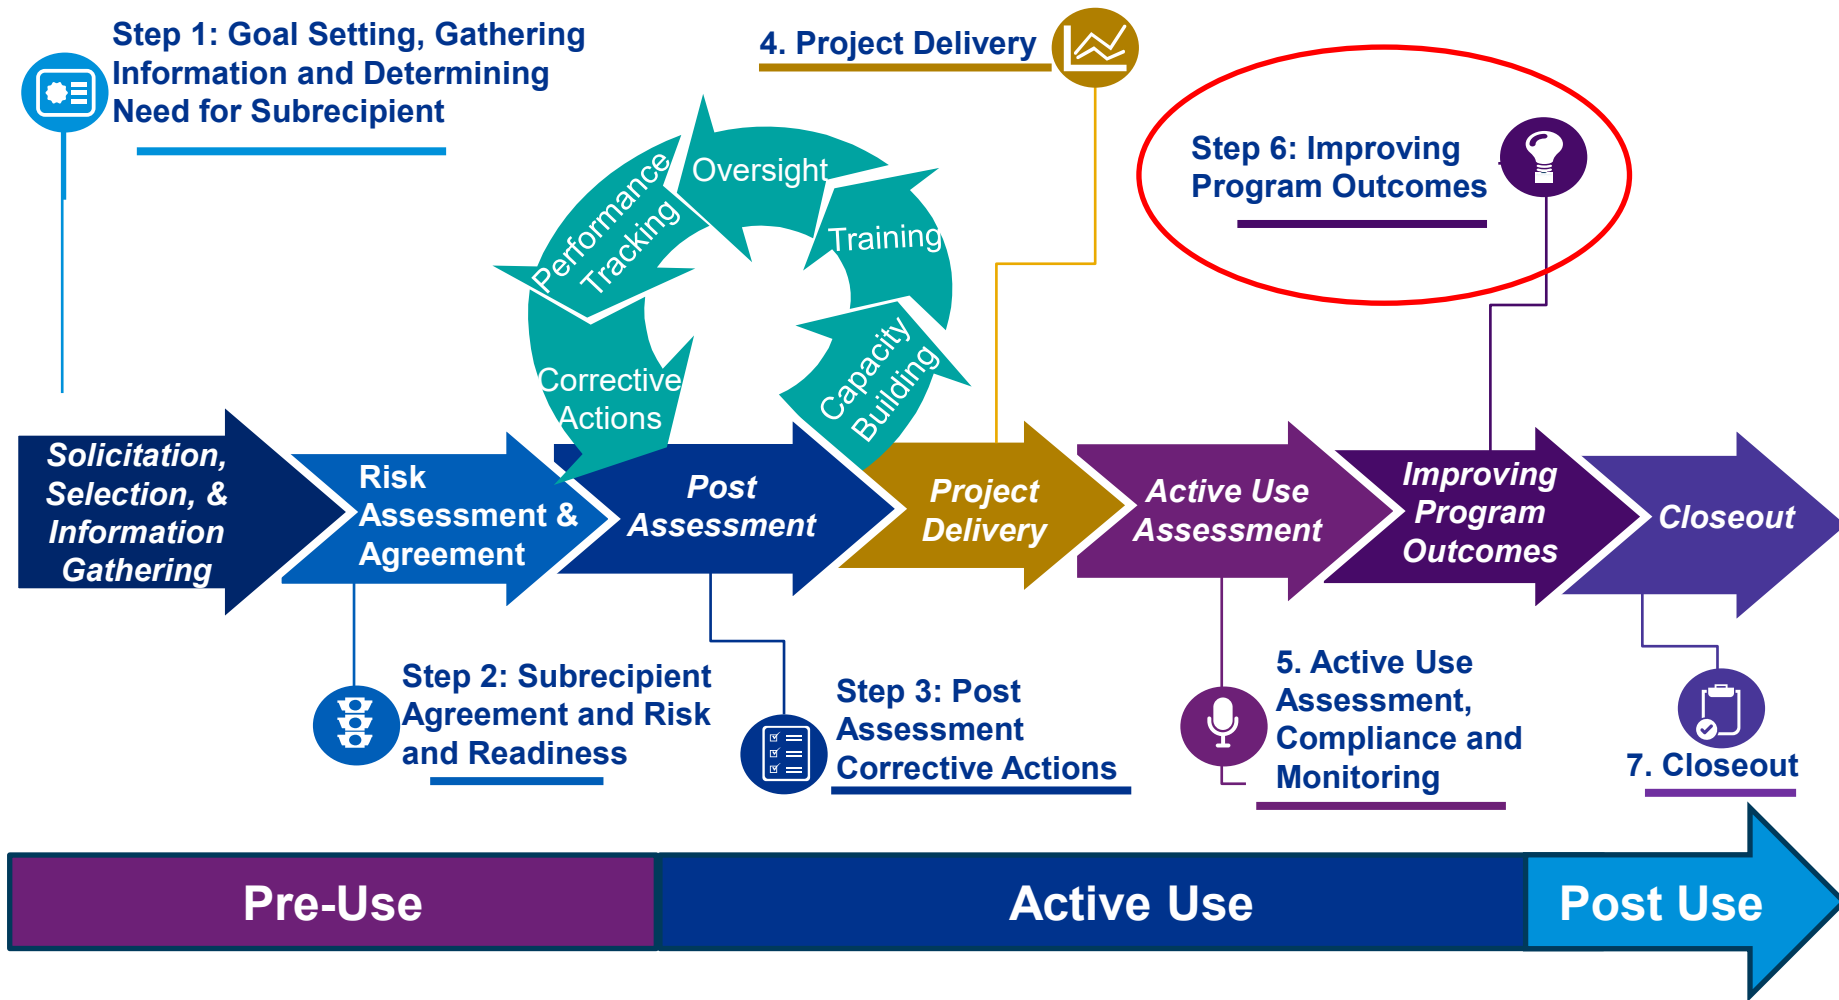 Step 1: Goal Setting, Gathering
Information and Determining
Need for Subrecipient
4. Project Delivery
Step 6: Improving
Program Outcomes
Oversight
Performance
Tracking
Training
Corrective
Actions
Capacity
Building
Solicitation,
Selection, &
Information
Gathering
Risk
Assessment &
Agreement
Post
Assessment
Project
Delivery
Active Use
Assessment
Improving
Program
Outcomes
Closeout
Step 2: Subrecipient
Agreement and Risk
and Readiness
Step 3: Post
Assessment
Corrective Actions
5. Active Use
Assessment,
Compliance and
Monitoring
7. Closeout
Pre-Use
Active Use
Post Use